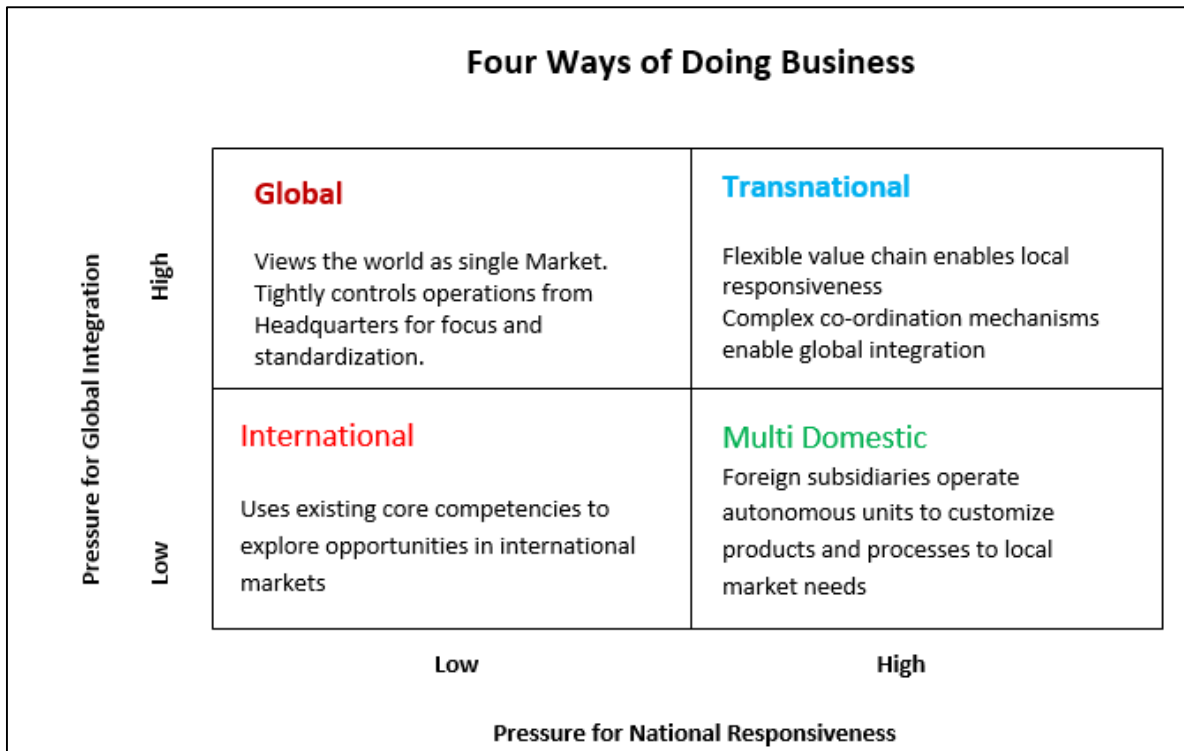 Four Ways of Doing Business
Pressure for Global Integration
High
Low
Global
Views the world as single Market.
Tightly controls operations from
Headquarters for focus and
standardization.
Transnational
Flexible value chain enables local
responsiveness
Complex co-ordination mechanisms
enable global integration
International
Uses existing core competencies to
explore opportunities in international
markets
Multi Domestic
Foreign subsidiaries operate
autonomous units to customize
products and processes to local
market needs
Low
High
Pressure for National Responsiveness